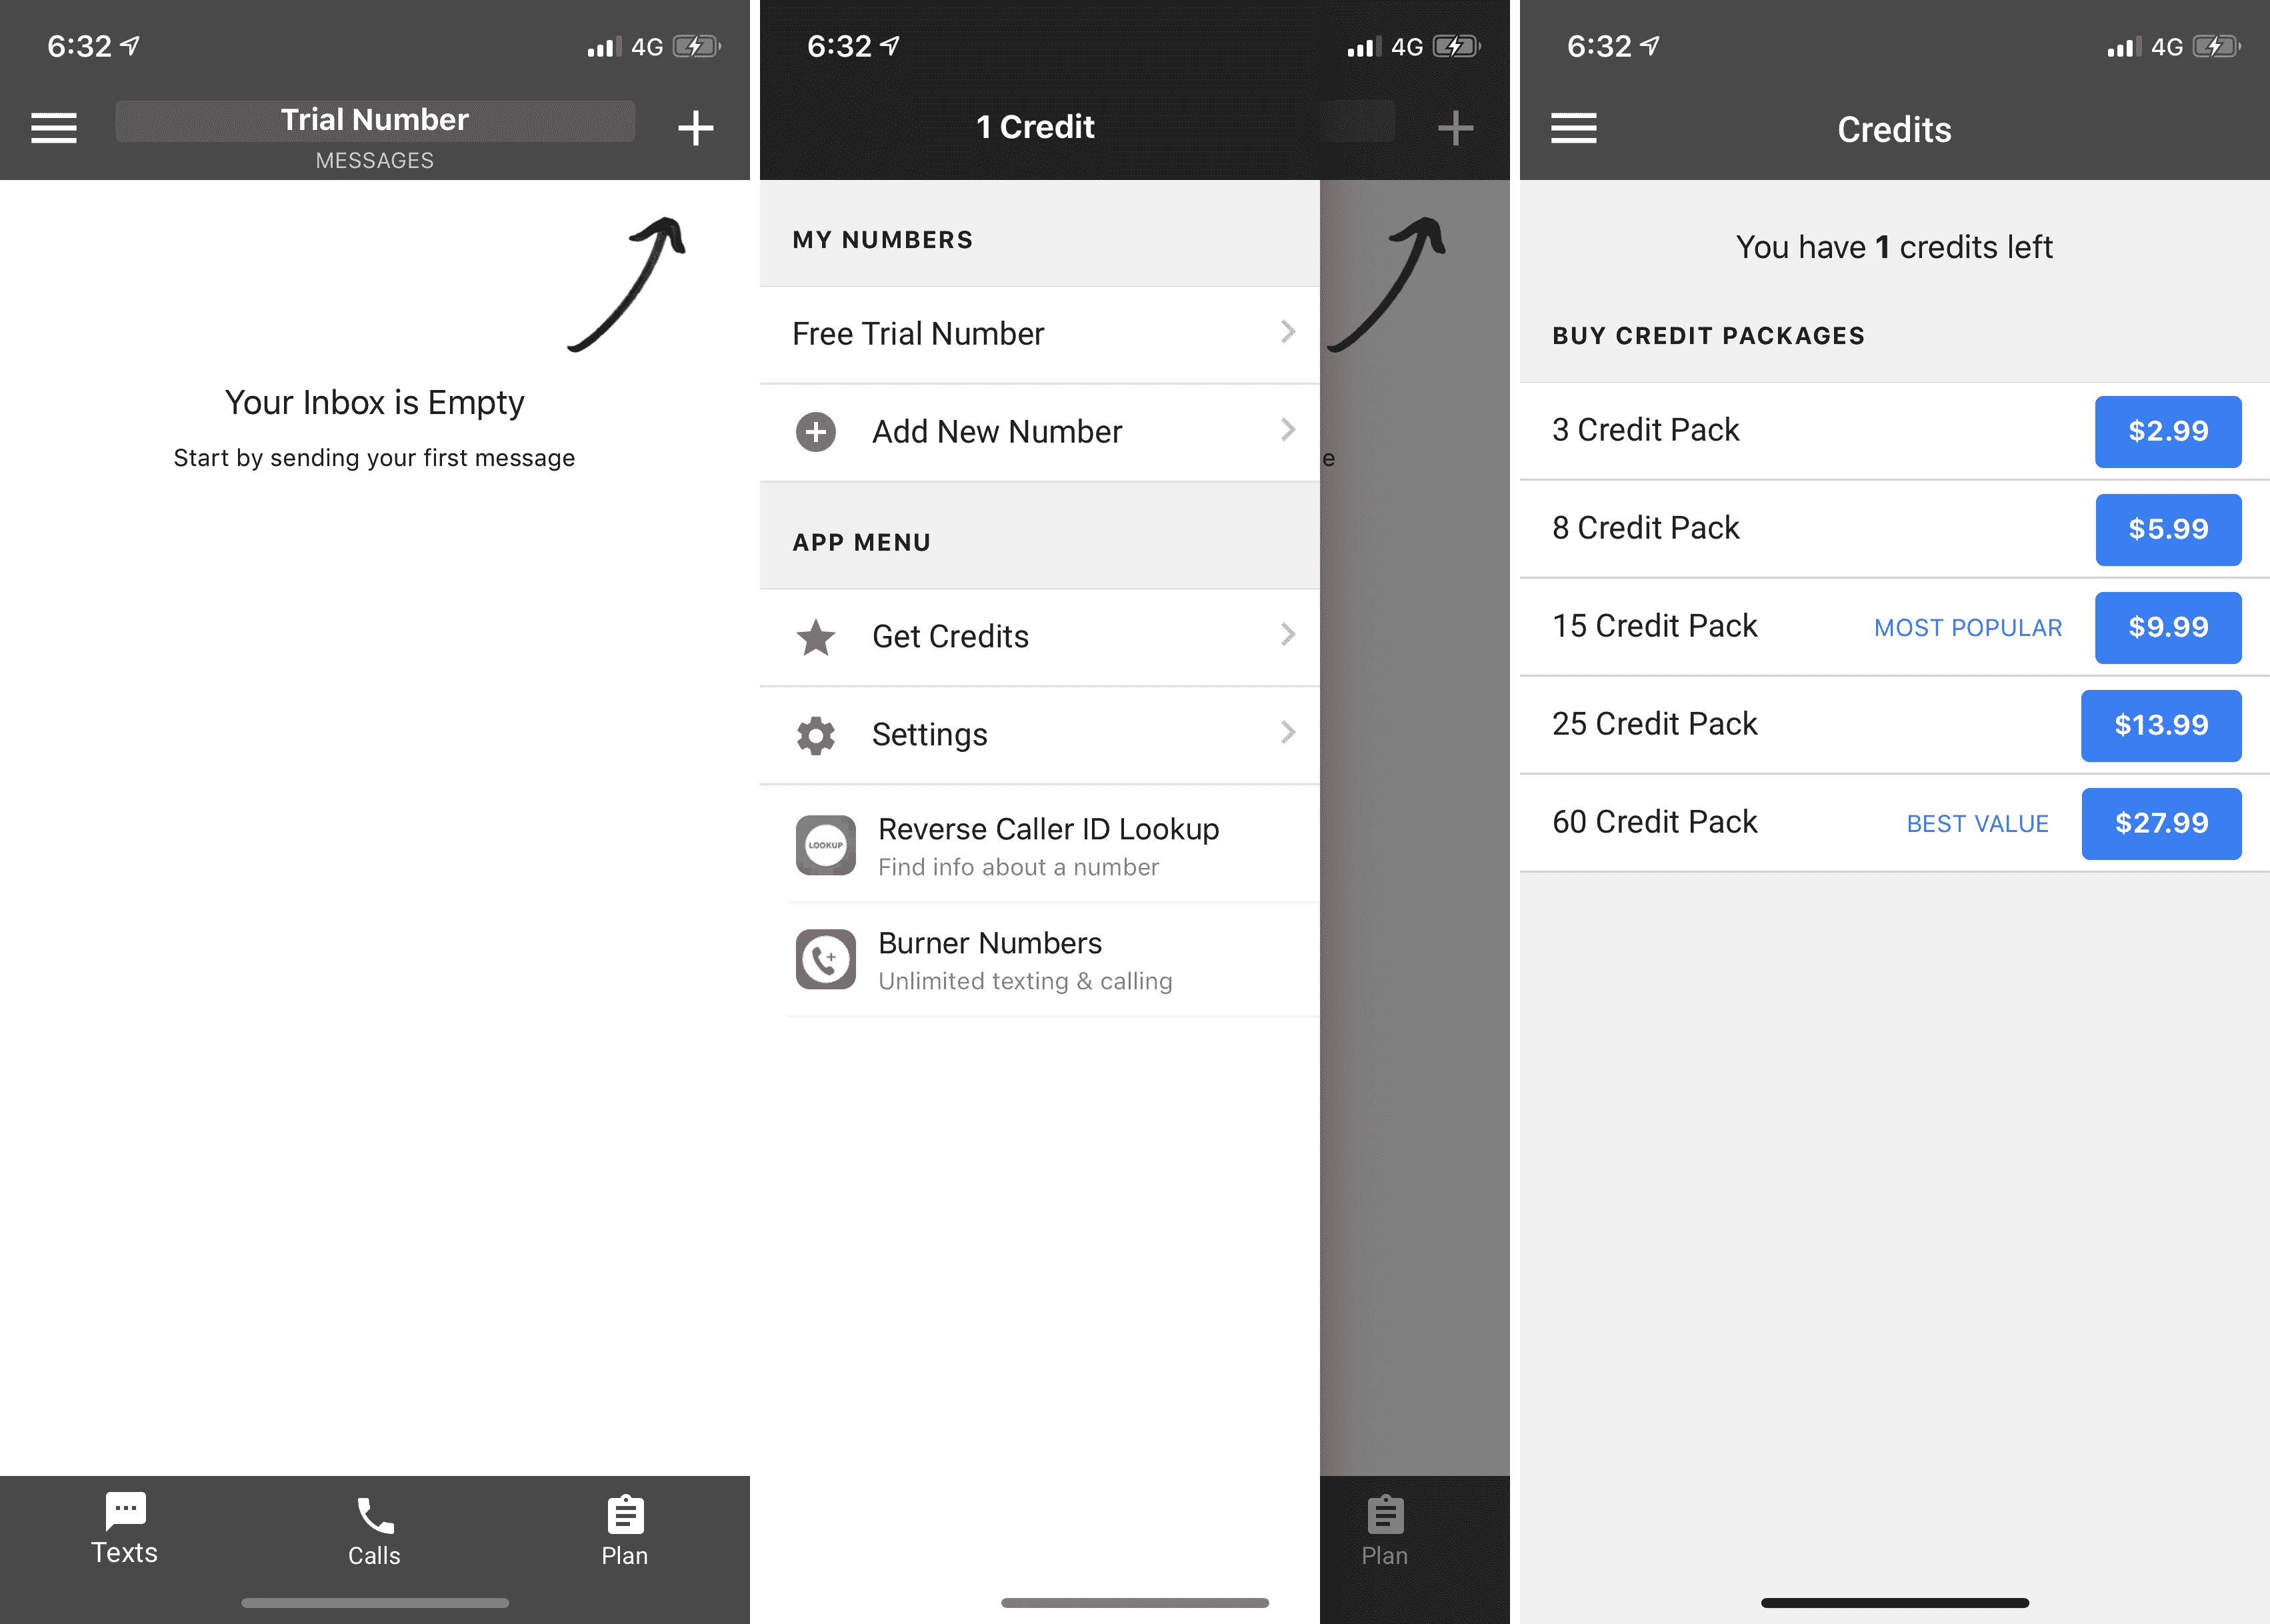 6:32
4G
Trial Number
MESSAGES
Your Inbox is Empty
Start by sending your first message
Texts
Calls
Plan
6:32
4G
1 Credit
MY NUMBERS
Free Trial Number
Add New Number
e
APP MENU
Get Credits
Settings
LOOKUP
Reverse Caller ID Lookup
Find info about a number
Burner Numbers
Unlimited texting & calling
Plan
6:32
4G
Credits
You have 1 credits left
BUY CREDIT PACKAGES
3 Credit Pack $2.99
8 Credit Pack $5.99
15 Credit Pack MOST POPULAR $9.99
25 Credit Pack $13.99
60 Credit Pack BEST VALUE $27.99